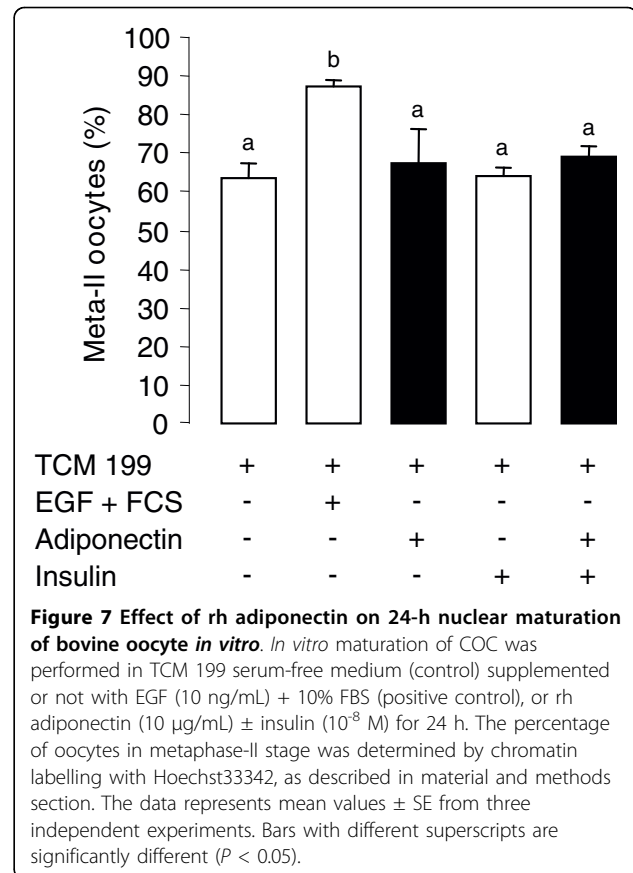 100
90
80
70
60
50
40
30
20
10
0
Meta-II oocytes (%)
a
b
a
a
a
TCM 199 + + + + +
EGF + FCS - + - - -
Adiponectin - - + - +
Insulin - - - + +
Figure 7 Effect of rh adiponectin on 24-h nuclear maturation
of bovine oocyte in vitro. In vitro maturation of COC was
performed in TCM 199 serum-free medium (control) supplemented
or not with EGF (10 ng/mL) + 10% FBS (positive control), or rh
adiponectin (10 μg/mL) ± insulin (10⁻⁸ M) for 24 h. The percentage
of oocytes in metaphase-II stage was determined by chromatin
labelling with Hoechst33342, as described in material and methods
section. The data represents mean values ± SE from three
independent experiments. Bars with different superscripts are
significantly different (P < 0.05).